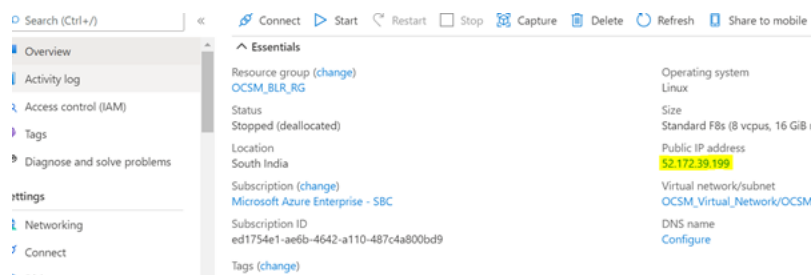 Search (Ctrl+/)
«
Connect Start Restart Stop Capture Delete Refresh Share to mobile
Overview
Activity log
Access control (IAM)
Tags
Diagnose and solve problems
ettings
Networking
Connect
Essentials
Resource group (change)
OCSM_BLR_RG
Status
Stopped (deallocated)
Location
South India
Subscription (change)
Microsoft Azure Enterprise - SBC
Subscription ID
ed1754e1-ae6b-4642-a110-487c4a800bd9
Tags (change)
Operating system
Linux
Size
Standard F8s (8 vcpus, 16 GiB
Public IP address
52.172.39.199
Virtual network/subnet
OCSM_Virtual_Network/OCSM
DNS name
Configure